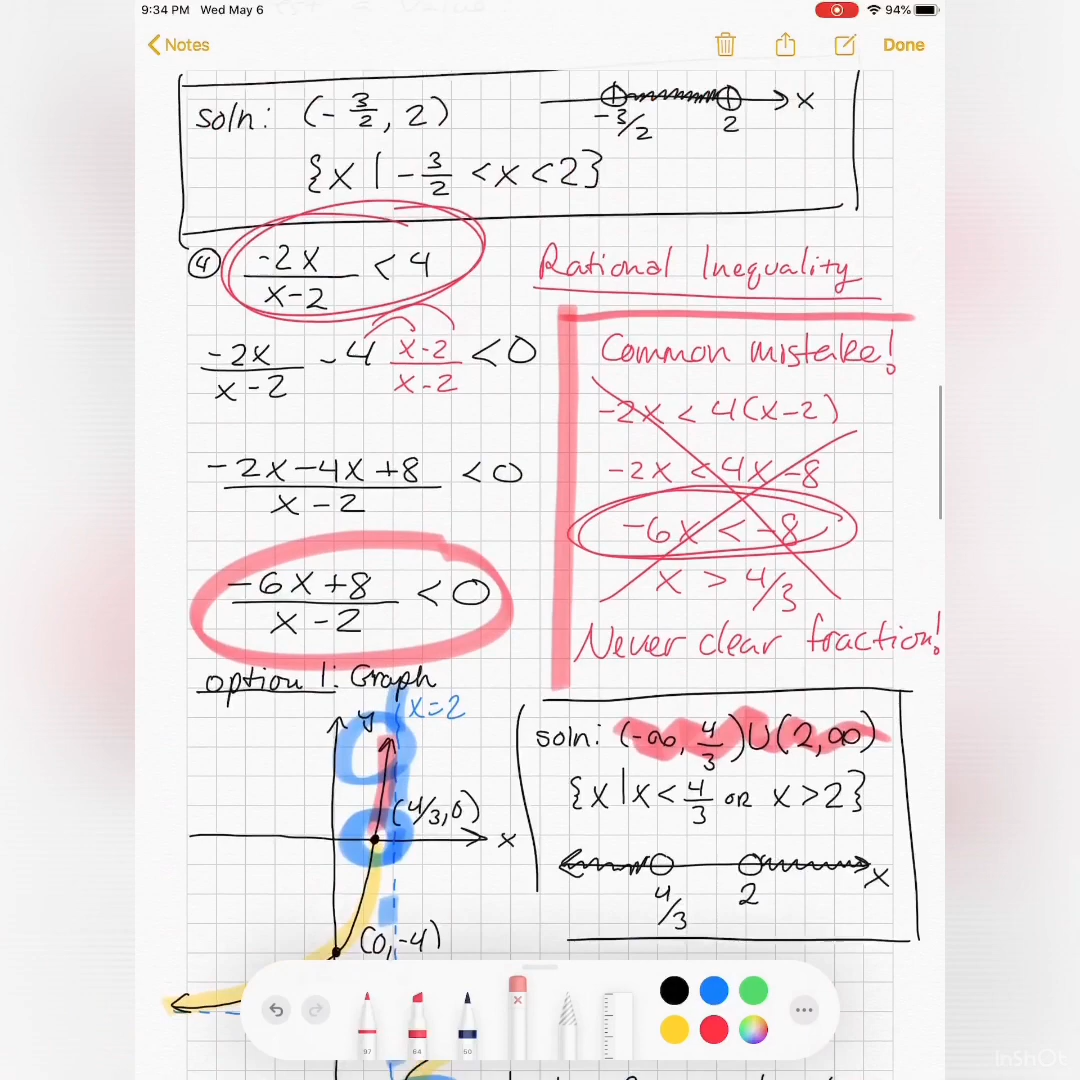 9:34 PM Wed May 6
94%
Notes
Done
soln: (-3/2, 2)
-3/2 2 x
{x | -3/2 < x < 2}
④ -2x/(x-2) < 4
Rational Inequality
-2x/(x-2) - 4 (x-2)/(x-2) < 0
(-2x-4x+8)/(x-2) < 0
(-6x+8)/(x-2) < 0
Common mistake!
-2x < 4(x-2)
-2x < 4x-8
-6x < -8
x > 4/3
Never clear fraction!
option 1: Graph
y x=2
(4/3,0)
x
(0,-4)
soln: (-∞, 4/3) U (2,∞)
{x | x < 4/3 or x > 2}
4/3 2 x
97 64 50
InShOt